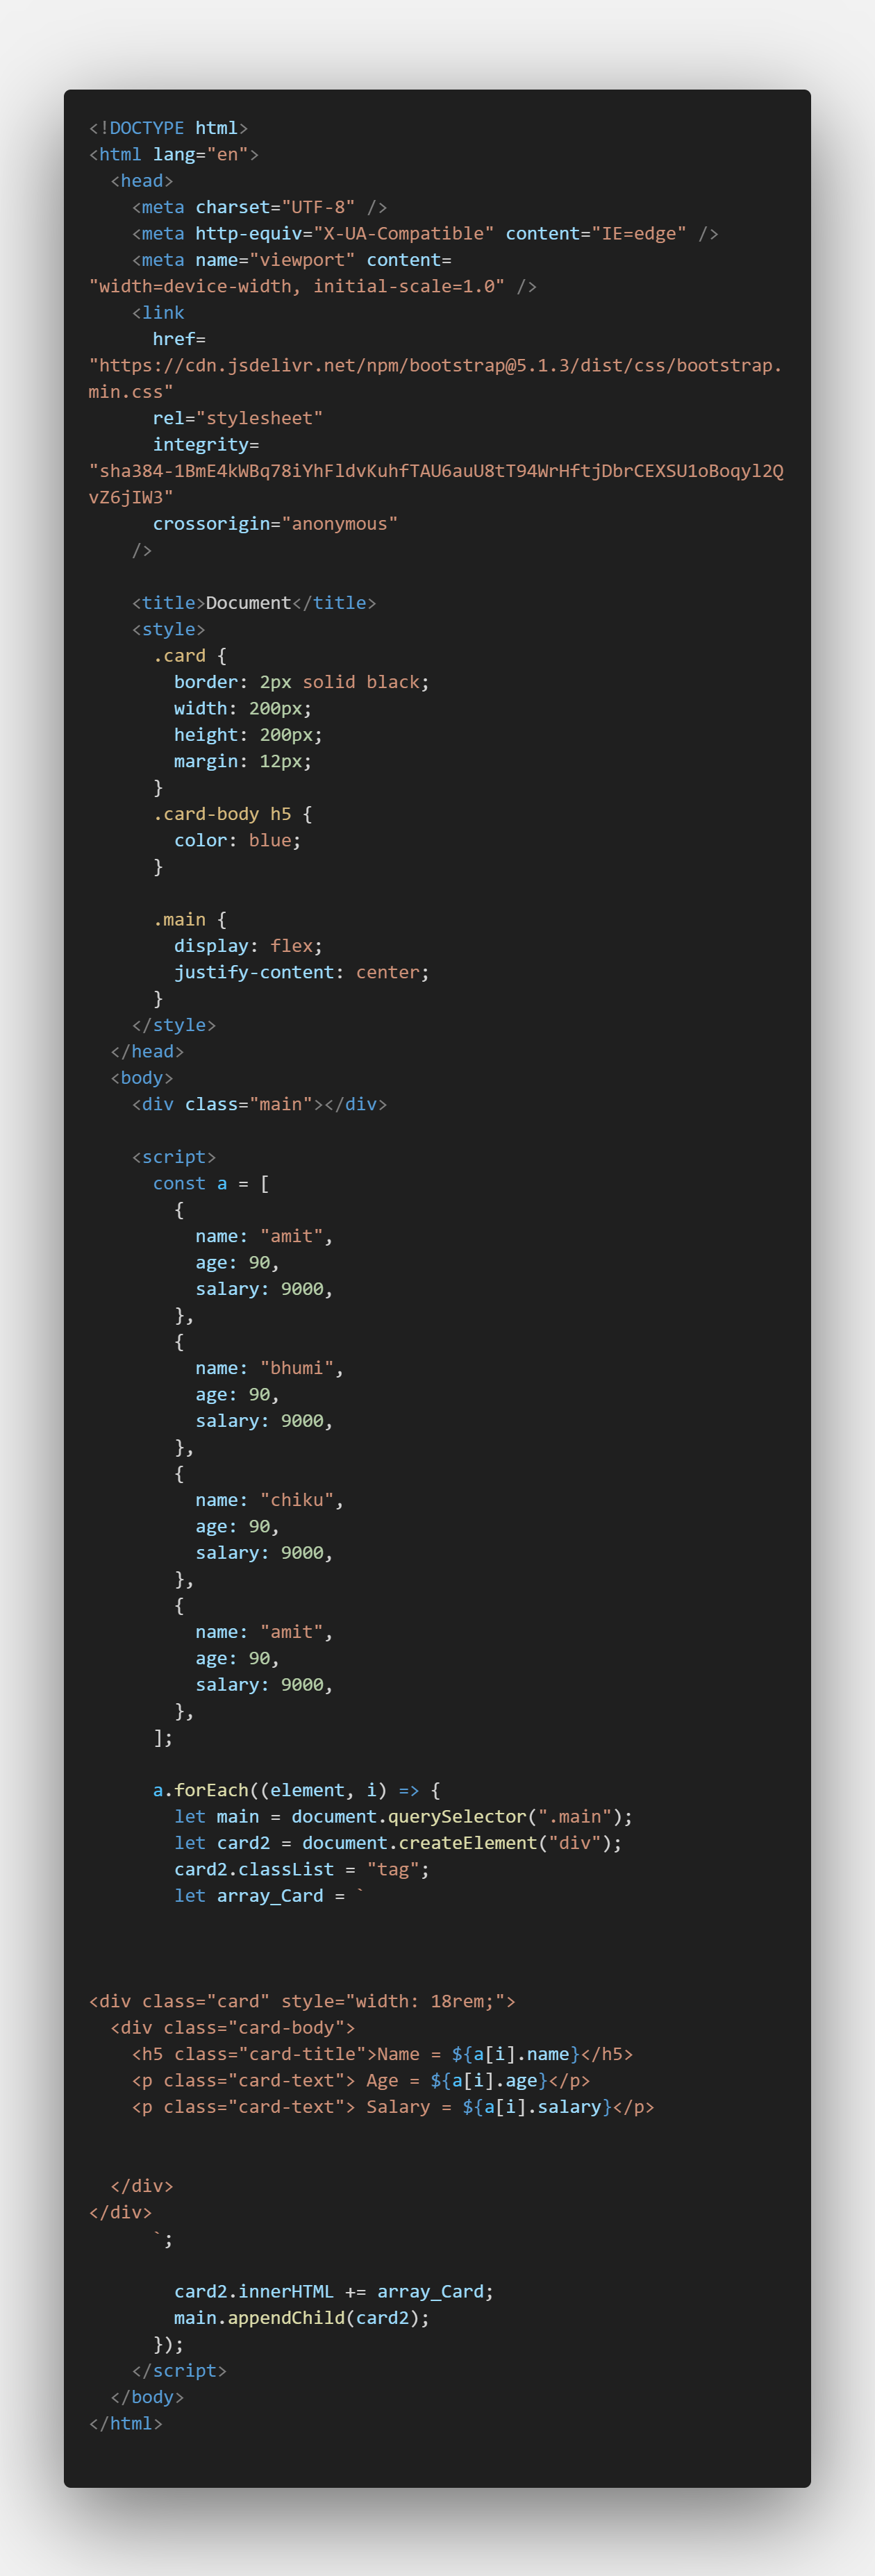 <!DOCTYPE html>
<html lang="en">
  <head>
    <meta charset="UTF-8" />
    <meta http-equiv="X-UA-Compatible" content="IE=edge" />
    <meta name="viewport" content=
"width=device-width, initial-scale=1.0" />
    <link
      href=
"https://cdn.jsdelivr.net/npm/bootstrap@5.1.3/dist/css/bootstrap.
min.css"
      rel="stylesheet"
      integrity=
"sha384-1BmE4kWBq78iYhFldvKuhfTAU6auU8tT94WrHftjDbrCEXSU1oBoqyl2Q
vZ6jIW3"
      crossorigin="anonymous"
    />

    <title>Document</title>
    <style>
      .card {
        border: 2px solid black;
        width: 200px;
        height: 200px;
        margin: 12px;
      }
      .card-body h5 {
        color: blue;
      }

      .main {
        display: flex;
        justify-content: center;
      }
    </style>
  </head>
  <body>
    <div class="main"></div>

    <script>
      const a = [
        {
          name: "amit",
          age: 90,
          salary: 9000,
        },
        {
          name: "bhumi",
          age: 90,
          salary: 9000,
        },
        {
          name: "chiku",
          age: 90,
          salary: 9000,
        },
        {
          name: "amit",
          age: 90,
          salary: 9000,
        },
      ];

      a.forEach((element, i) => {
        let main = document.querySelector(".main");
        let card2 = document.createElement("div");
        card2.classList = "tag";
        let array_Card = `

<div class="card" style="width: 18rem;">
  <div class="card-body">
    <h5 class="card-title">Name = ${a[i].name}</h5>
    <p class="card-text"> Age = ${a[i].age}</p>
    <p class="card-text"> Salary = ${a[i].salary}</p>

  </div>
</div>
      `;

        card2.innerHTML += array_Card;
        main.appendChild(card2);
      });
    </script>
  </body>
</html>